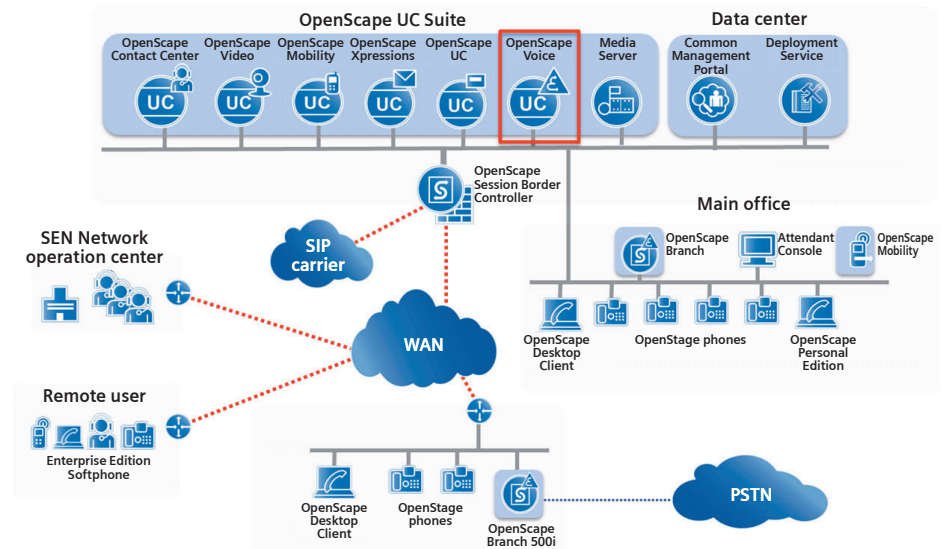 OpenScape UC Suite
Data center
OpenScape
Contact Center
OpenScape
Video
OpenScape
Mobility
OpenScape
Xpressions
OpenScape
UC
OpenScape
Voice
Media
Server
Common
Management
Portal
Deployment
Service
UC
UC
UC
UC
UC
UC
OpenScape
Session Border
Controller
Main office
SEN Network
operation center
SIP
carrier
OpenScape
Branch
Attendant
Console
OpenScape
Mobility
WAN
OpenScape
Desktop
Client
OpenStage phones
OpenScape
Personal
Edition
Remote user
Enterprise Edition
Softphone
OpenScape
Desktop
Client
OpenStage
phones
OpenScape
Branch 500i
PSTN